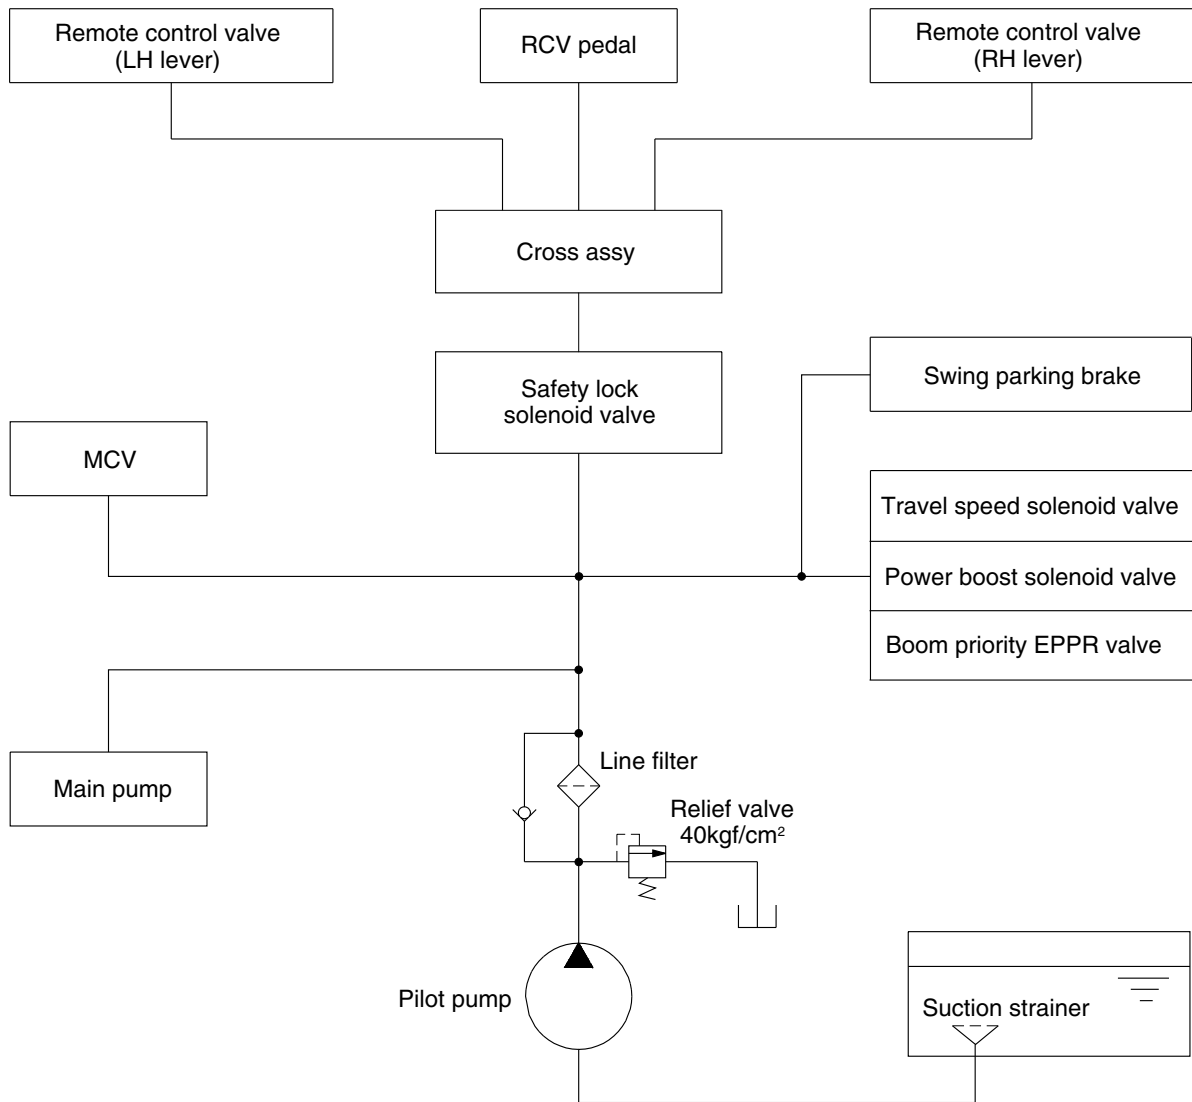 Remote control valve
(LH lever)
RCV pedal
Remote control valve
(RH lever)
Cross assy
Safety lock
solenoid valve
Swing parking brake
MCV
Travel speed solenoid valve
Power boost solenoid valve
Boom priority EPPR valve
Main pump
Line filter
Relief valve
40kgf/cm²
Pilot pump
Suction strainer